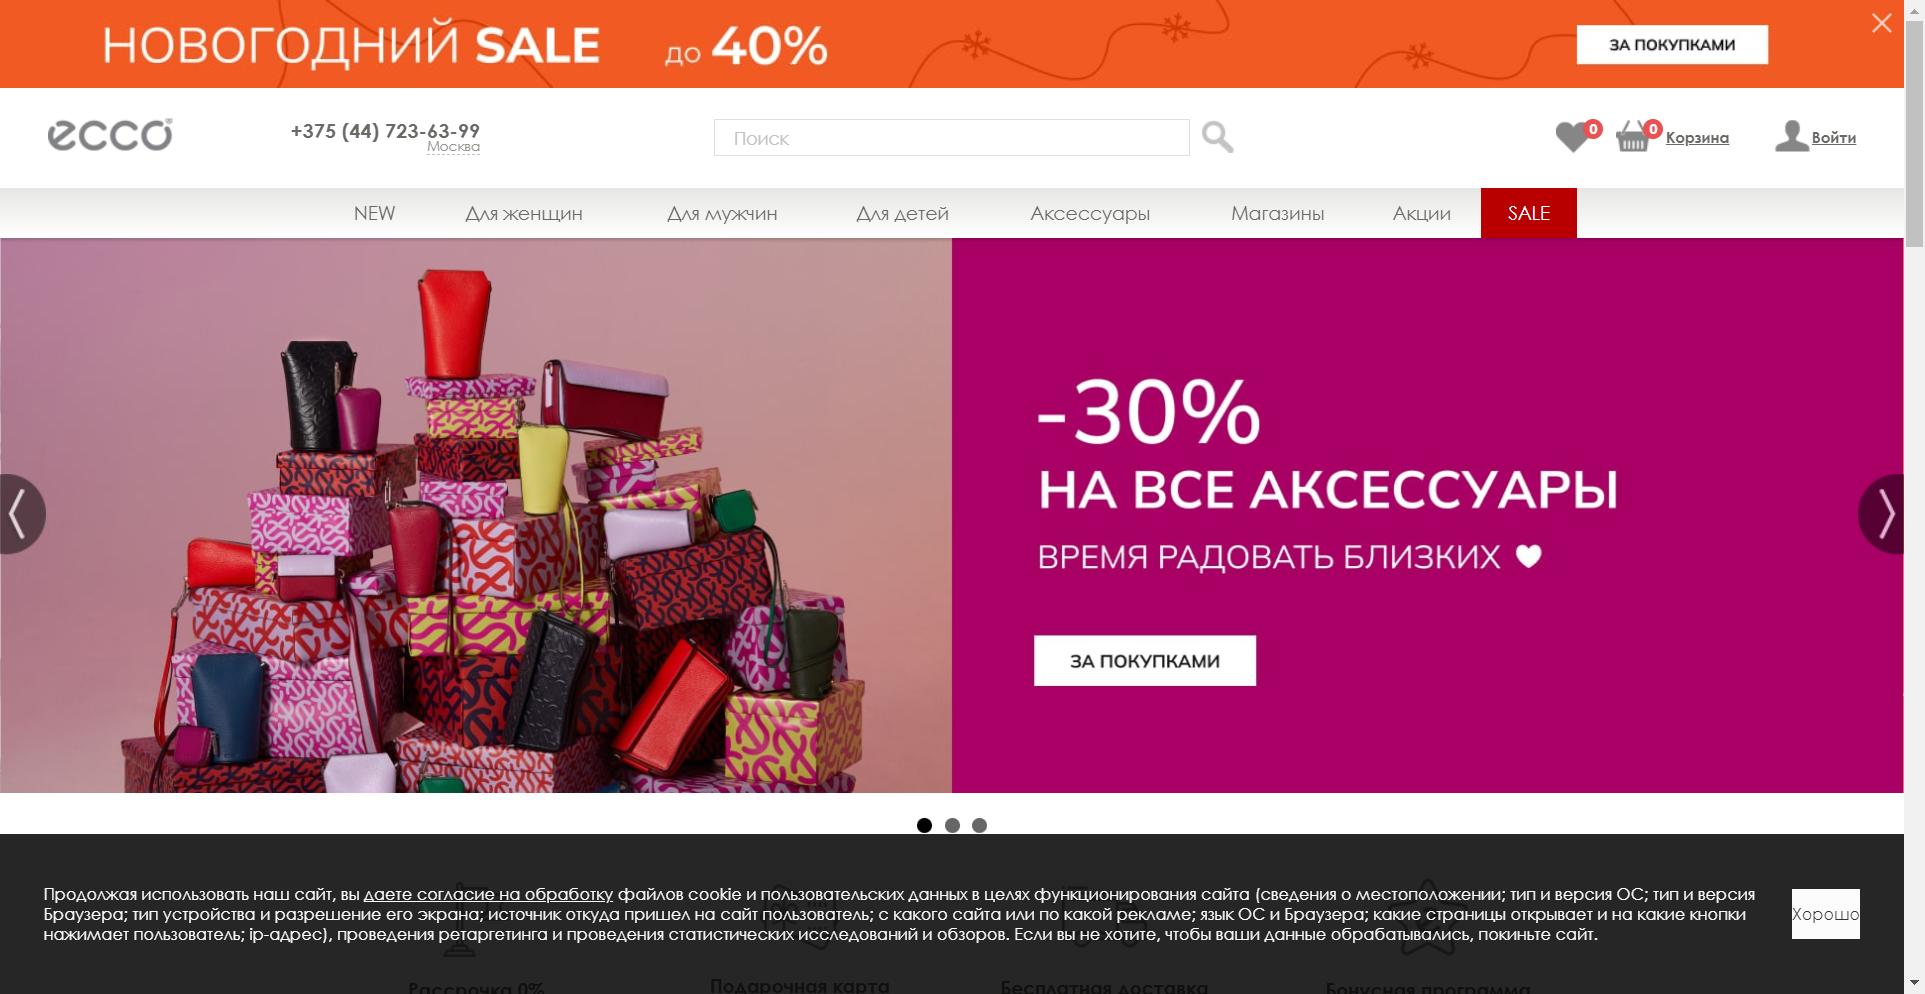 НОВОГОДНИЙ SALE до 40%
ЗА ПОКУПКАМИ
ecco
+375 (44) 723-63-99
Москва
Поиск
0
0
Корзина
Войти
NEW Для женщин Для мужчин Для детей Аксессуары Магазины Акции SALE
-30%
НА ВСЕ АКСЕССУАРЫ
ВРЕМЯ РАДОВАТЬ БЛИЗКИХ
ЗА ПОКУПКАМИ
Продолжая использовать наш сайт, вы даете согласие на обработку файлов cookie и пользовательских данных в целях функционирования сайта (сведения о местоположении; тип и версия ОС; тип и версия
Браузера; тип устройства и разрешение его экрана; источник откуда пришел на сайт пользователь; с какого сайта или по какой рекламе; язык ОС и Браузера; какие страницы открывает и на какие кнопки
нажимает пользователь; ip-адрес), проведения ретаргетинга и проведения статистических исследований и обзоров. Если вы не хотите, чтобы ваши данные обрабатывались, покиньте сайт.
Хорошо
Рассрочка 0% Подарочная карта Бесплатная доставка Бонусная программа